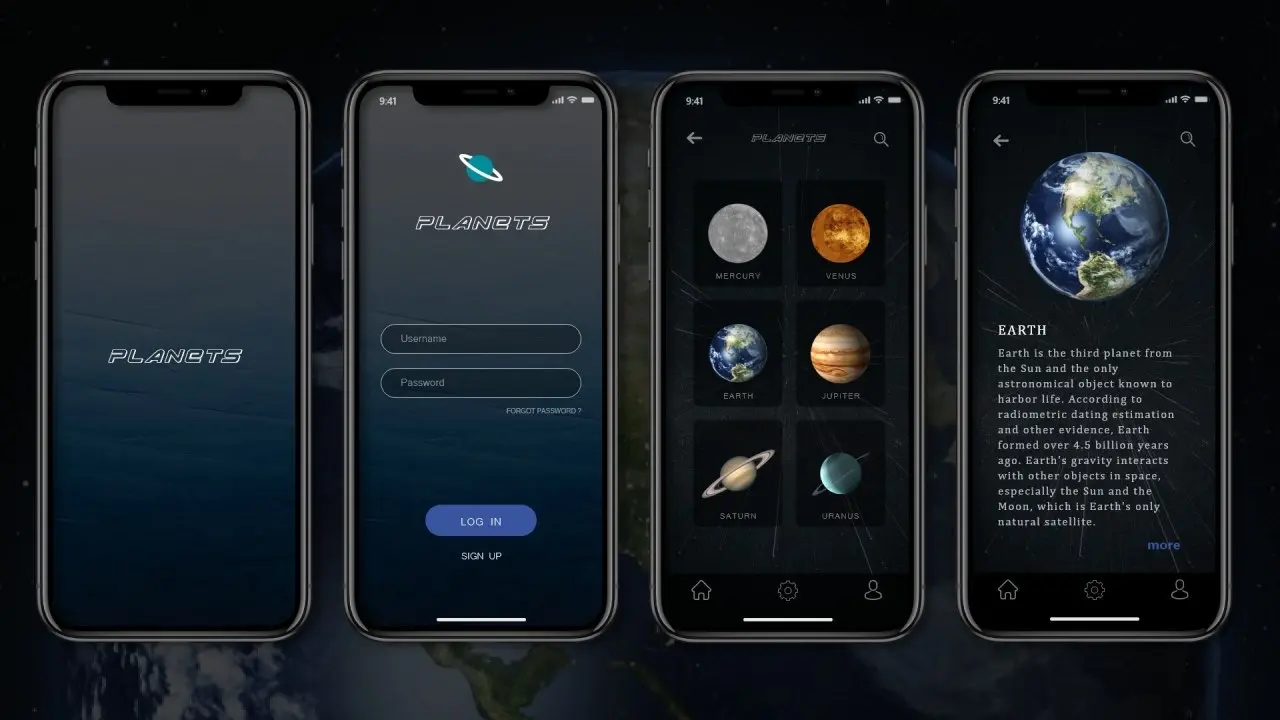 PLANETS
9:41
PLANETS
Username
Password
FORGOT PASSWORD ?
LOG IN
SIGN UP
9:41
PLANETS
MERCURY
VENUS
EARTH
JUPITER
SATURN
URANUS
9:41
EARTH
Earth is the third planet from
the Sun and the only
astronomical object known to
harbor life. According to
radiometric dating estimation
and other evidence, Earth
formed over 4.5 billion years
ago. Earth's gravity interacts
with other objects in space,
especially the Sun and the
Moon, which is Earth's only
natural satellite.
more